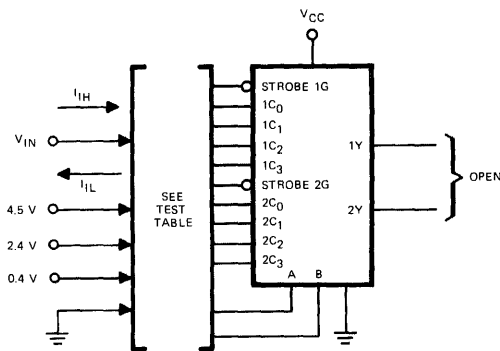 VCC
STROBE 1G
IIH
1C0
1C1
VIN
1C2
1Y
1C3
IIL
STROBE 2G
OPEN
SEE
TEST
TABLE
4.5 V
2C0
2Y
2C1
2.4 V
2C2
2C3
0.4 V
A B